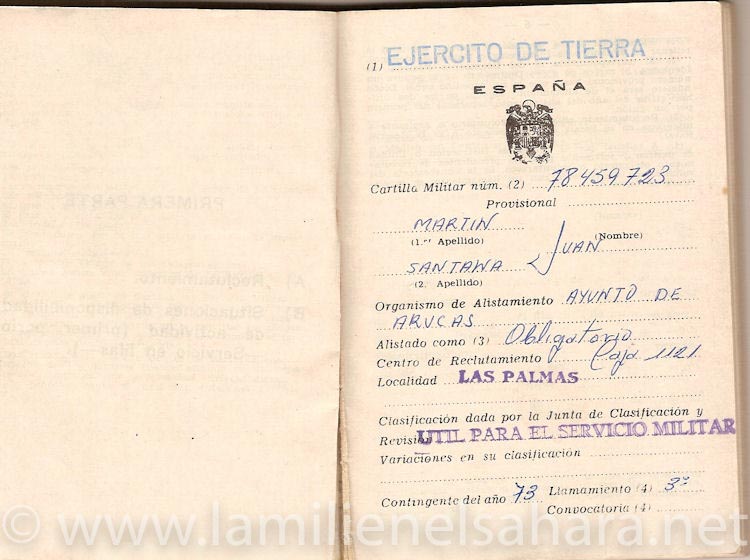 (1) EJERCITO DE TIERRA
ESPAÑA
Cartilla Militar núm. (2) 78459723
Provisional
MARTIN
(1.er Apellido)
(Nombre)
JUAN
SANTANA
(2. Apellido)
Organismo de Alistamiento AYUNTO DE
ARUCAS
Alistado como (3) Obligatorio
Centro de Reclutamiento Caja 1121
Localidad LAS PALMAS
Clasificación dada por la Junta de Clasificación y
Revisión UTIL PARA EL SERVICIO MILITAR
Variaciones en su clasificación
Contingente del año 73 Llamamiento (4) 3º
Convocatoria (4)
PRIMERA PARTE
A) Reclutamiento
B) Situaciones de disponibilidad
de actividad
Servicio en filas
© www.lamilienelsahara.net